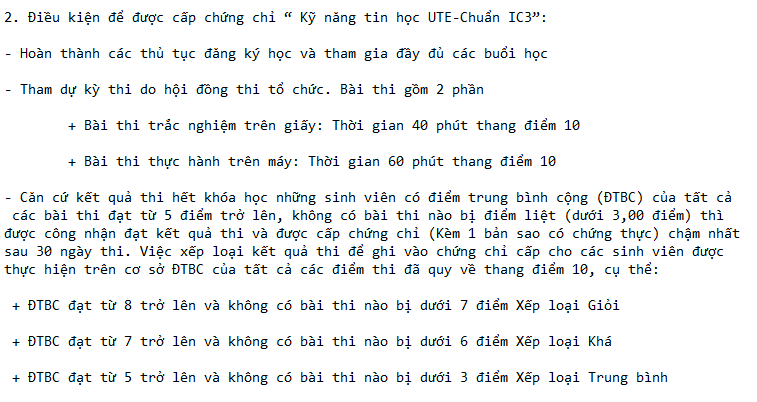 2. Điều kiện để được cấp chứng chỉ “ Kỹ năng tin học UTE-Chuẩn IC3”:
- Hoàn thành các thủ tục đăng ký học và tham gia đầy đủ các buổi học
- Tham dự kỳ thi do hội đồng thi tổ chức. Bài thi gồm 2 phần
+ Bài thi trắc nghiệm trên giấy: Thời gian 40 phút thang điểm 10
+ Bài thi thực hành trên máy: Thời gian 60 phút thang điểm 10
- Căn cứ kết quả thi hết khóa học những sinh viên có điểm trung bình cộng (ĐTBC) của tất cả
các bài thi đạt từ 5 điểm trở lên, không có bài thi nào bị điểm liệt (dưới 3,00 điểm) thì
được công nhận đạt kết quả thi và được cấp chứng chỉ (Kèm 1 bản sao có chứng thực) chậm nhất
sau 30 ngày thi. Việc xếp loại kết quả thi để ghi vào chứng chỉ cấp cho các sinh viên được
thực hiện trên cơ sở ĐTBC của tất cả các điểm thi đã quy về thang điểm 10, cụ thể:
+ ĐTBC đạt từ 8 trở lên và không có bài thi nào bị dưới 7 điểm Xếp loại Giỏi
+ ĐTBC đạt từ 7 trở lên và không có bài thi nào bị dưới 6 điểm Xếp loại Khá
+ ĐTBC đạt từ 5 trở lên và không có bài thi nào bị dưới 3 điểm Xếp loại Trung bình